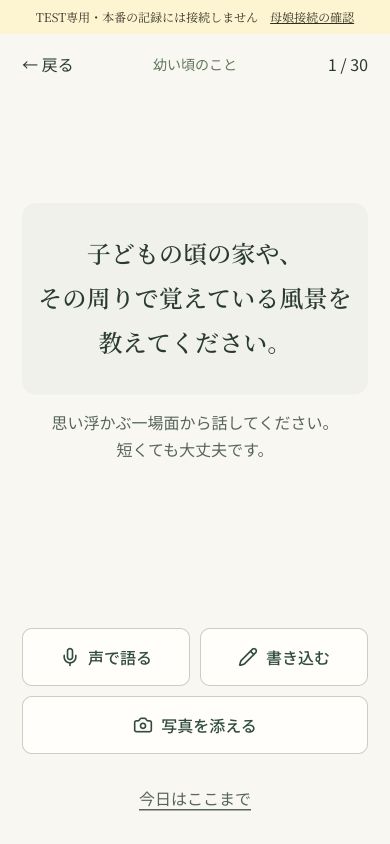 TEST専用・本番の記録には接続しません 母娘接続の確認
← 戻る 幼い頃のこと 1 / 30
子どもの頃の家や、
その周りで覚えている風景を
教えてください。
思い浮かぶ一場面から話してください。
短くても大丈夫です。
声で語る 書き込む
写真を添える
今日はここまで